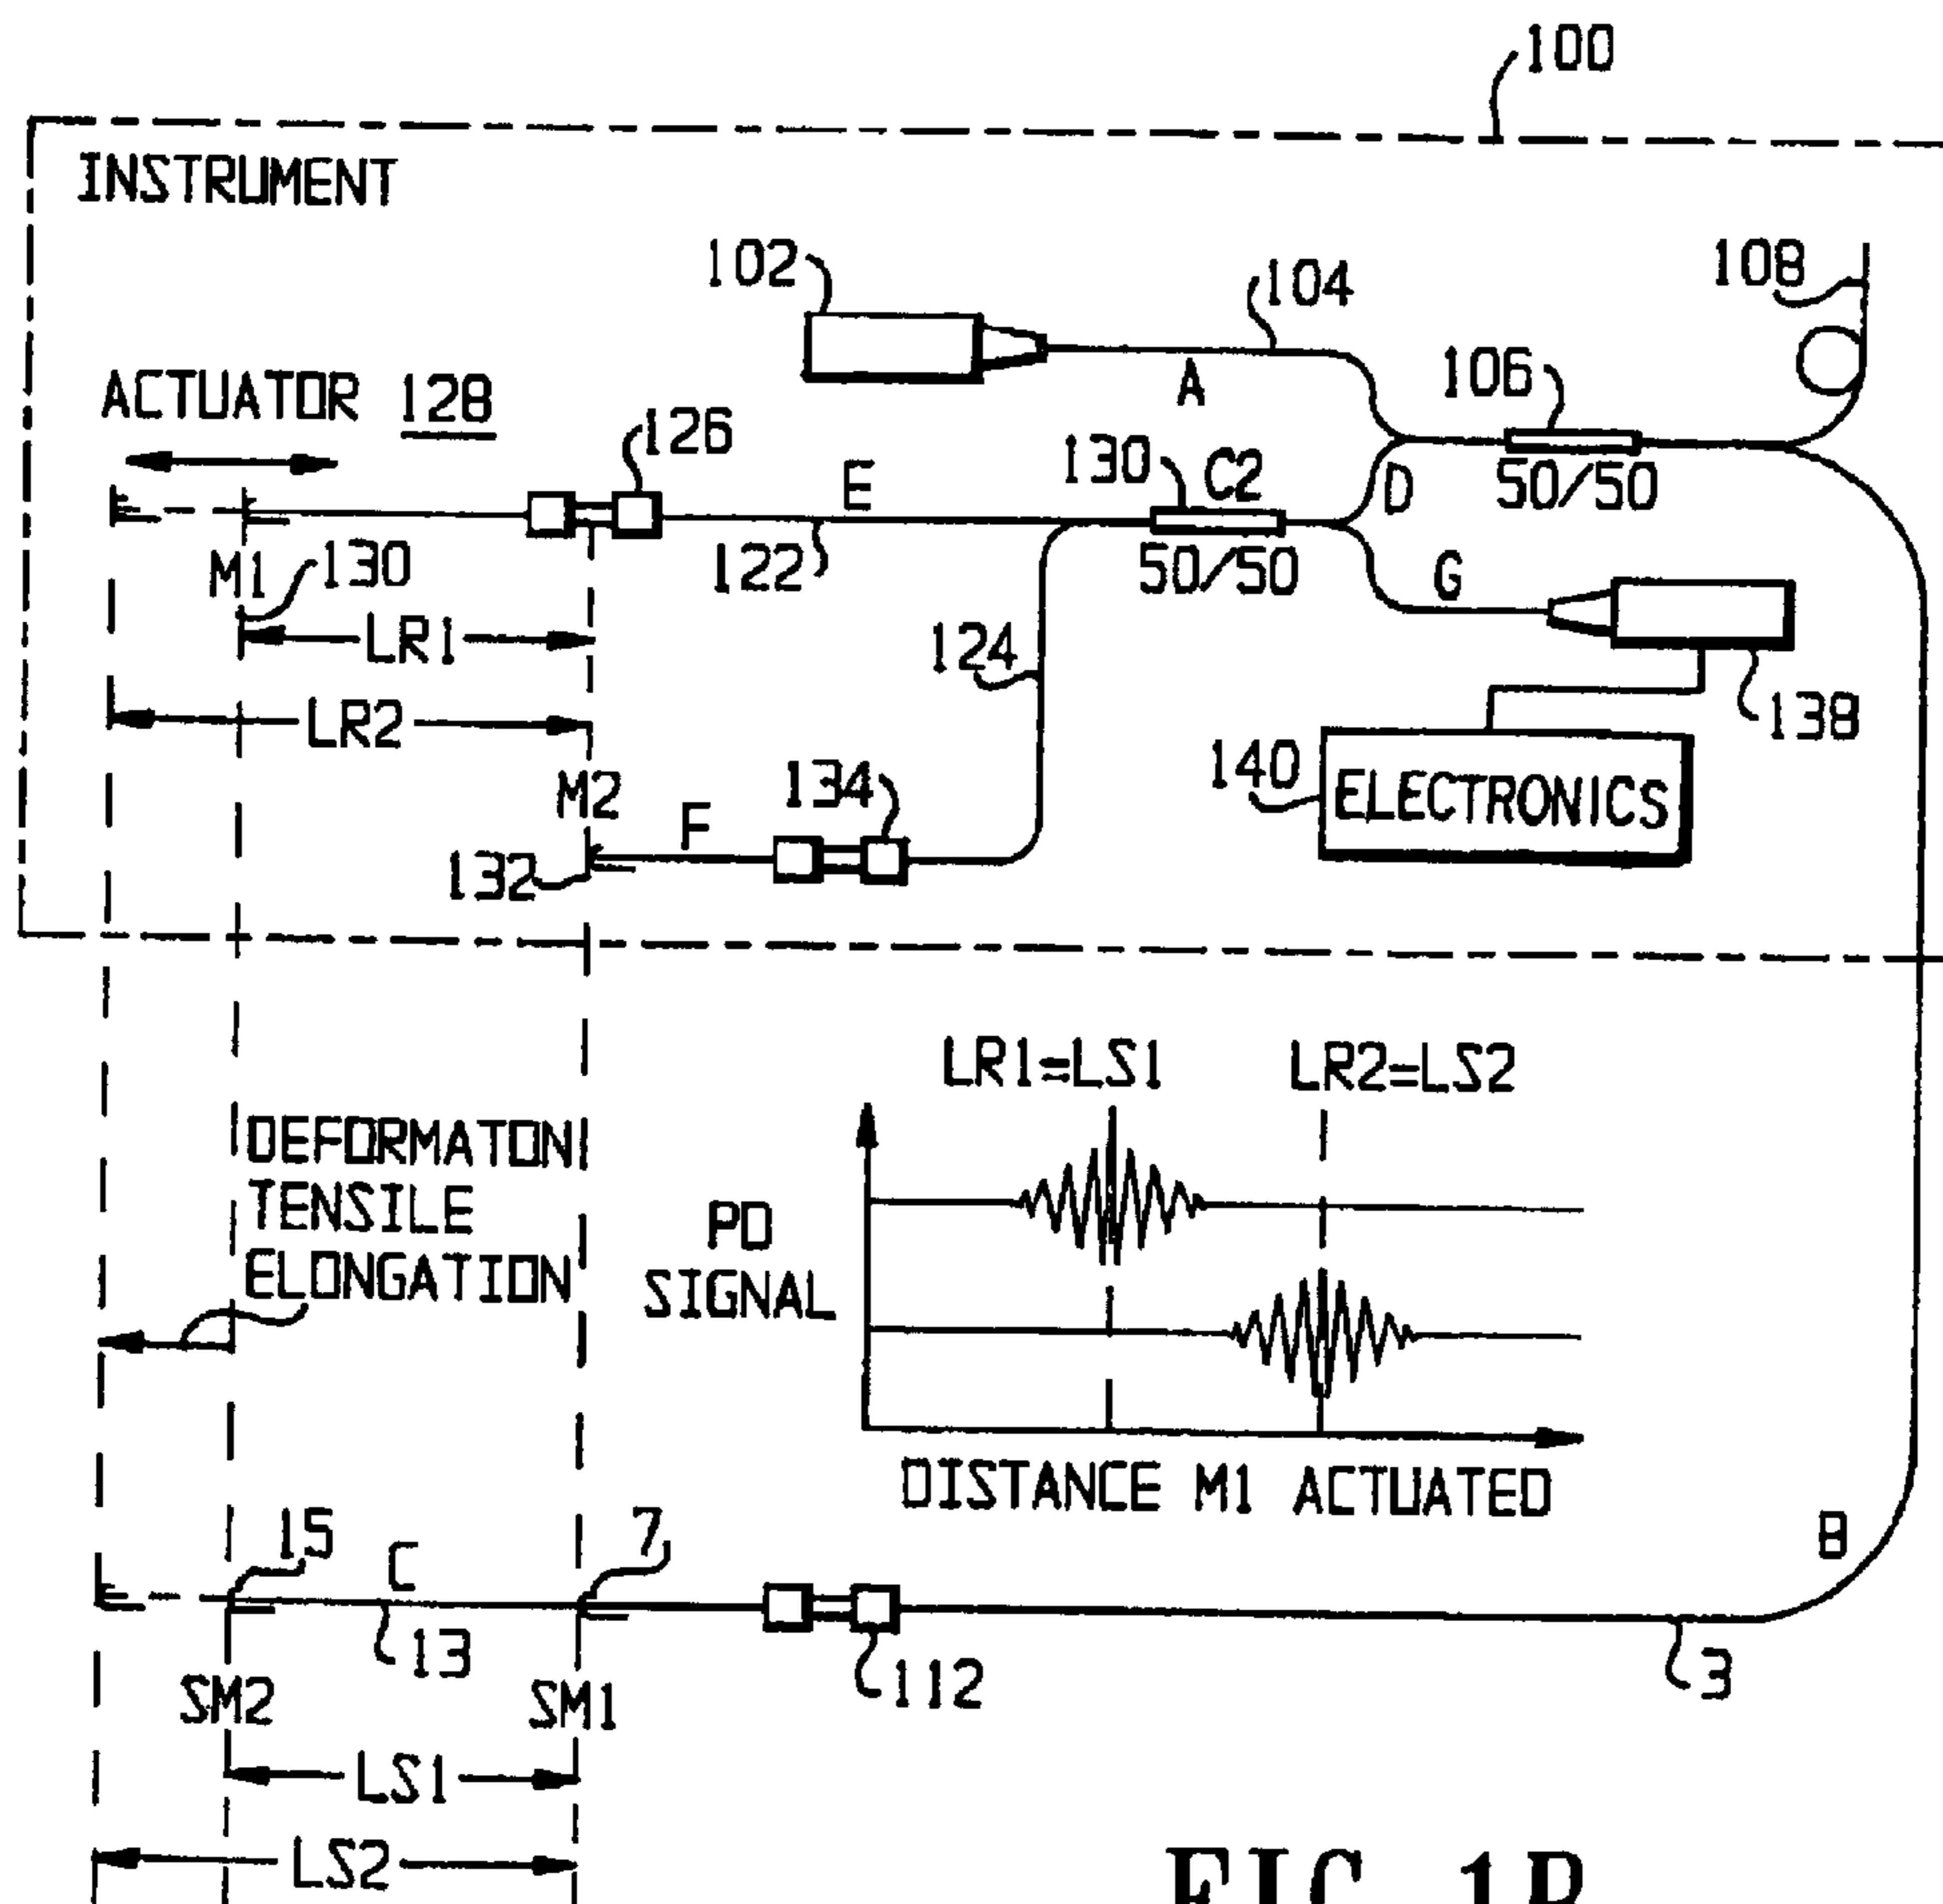 100
INSTRUMENT
102
104
108
106
A
ACTUATOR 128
126
E
130
C2
D
50/50
122
50/50
G
M1
130
LR1
124
138
LR2
140
ELECTRONICS
M2
134
F
132
LR1=LS1
LR2=LS2
DEFORMATON
TENSILE
ELONGATION
PD
SIGNAL
DISTANCE M1 ACTUATED
15
C
7
B
13
112
3
SM2
SM1
LS1
LS2